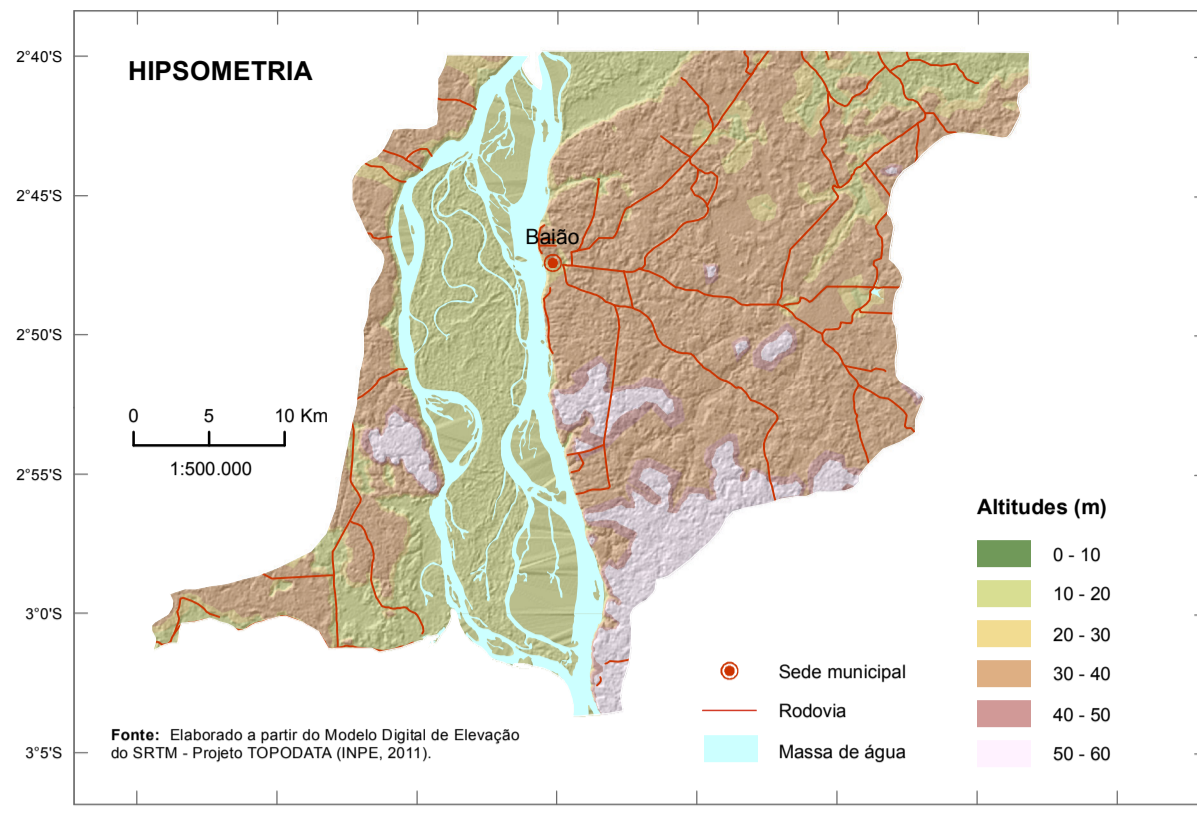 HIPSOMETRIA
2°40'S
2°45'S
2°50'S
2°55'S
3°0'S
3°5'S
Baião
0 5 10 Km
1:500.000
Altitudes (m)
0 - 10
10 - 20
20 - 30
30 - 40
40 - 50
50 - 60
Sede municipal
Rodovia
Massa de água
Fonte: Elaborado a partir do Modelo Digital de Elevação
do SRTM - Projeto TOPODATA (INPE, 2011).